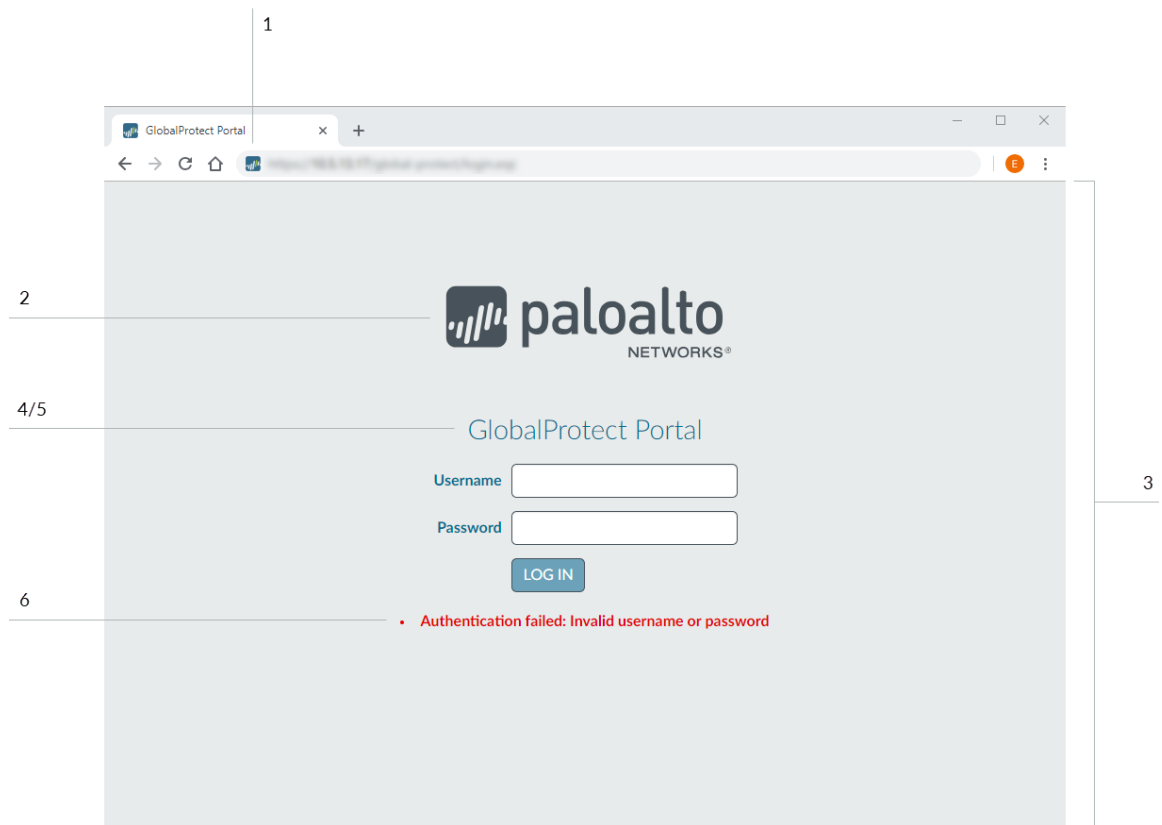 1
GlobalProtect Portal
E
2
paloalto
NETWORKS®
4/5
GlobalProtect Portal
Username
3
Password
LOG IN
6
• Authentication failed: Invalid username or password